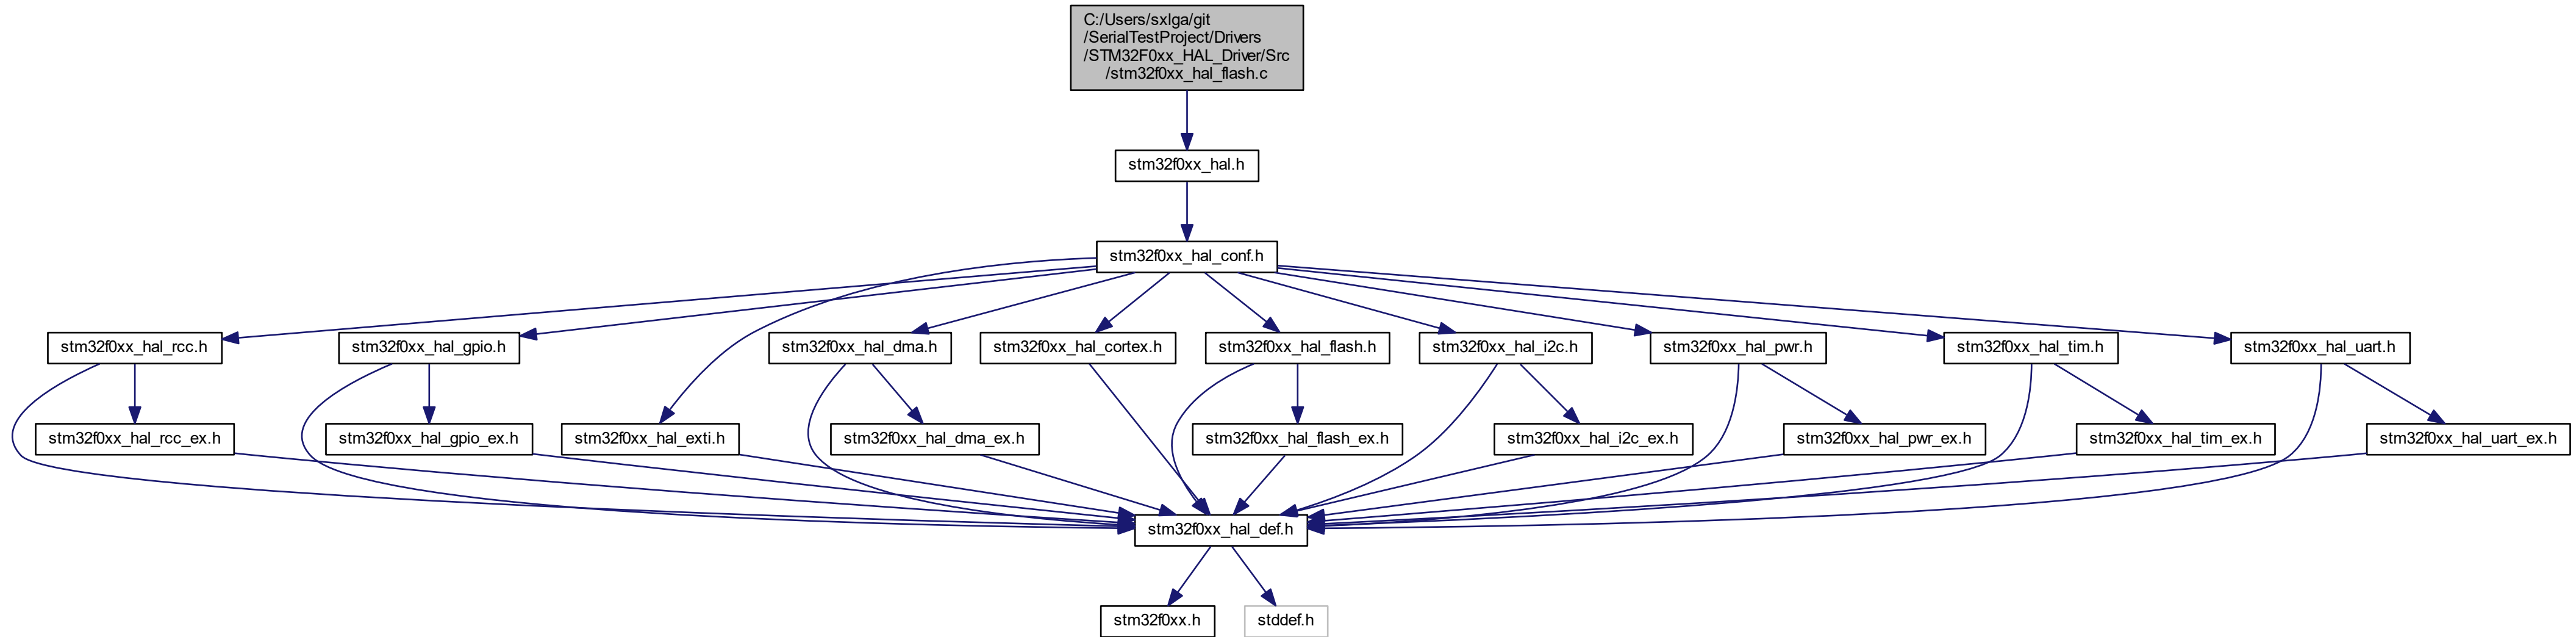 C:/Users/sxlga/git
/SerialTestProject/Drivers
/STM32F0xx_HAL_Driver/Src
/stm32f0xx_hal_flash.c
stm32f0xx_hal.h
stm32f0xx_hal_conf.h
stm32f0xx_hal_rcc.h
stm32f0xx_hal_gpio.h
stm32f0xx_hal_dma.h
stm32f0xx_hal_cortex.h
stm32f0xx_hal_flash.h
stm32f0xx_hal_i2c.h
stm32f0xx_hal_pwr.h
stm32f0xx_hal_tim.h
stm32f0xx_hal_uart.h
stm32f0xx_hal_rcc_ex.h
stm32f0xx_hal_gpio_ex.h
stm32f0xx_hal_exti.h
stm32f0xx_hal_dma_ex.h
stm32f0xx_hal_flash_ex.h
stm32f0xx_hal_i2c_ex.h
stm32f0xx_hal_pwr_ex.h
stm32f0xx_hal_tim_ex.h
stm32f0xx_hal_uart_ex.h
stm32f0xx_hal_def.h
stm32f0xx.h
stddef.h